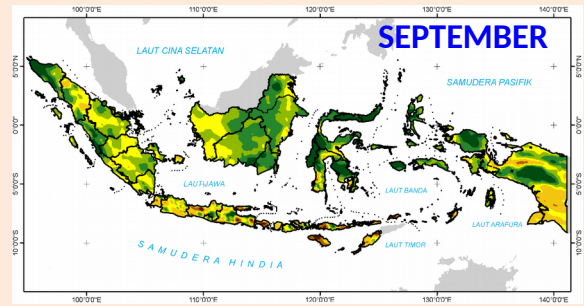 100°0'0"E 110°0'0"E 120°0'0"E 130°0'0"E 140°0'0"E
SEPTEMBER
LAUT CINA SELATAN
SAMUDERA PASIFIK
5°0'0"N 5°0'0"N
0°0'0" 0°0'0"
LAUT JAWA
LAUT BANDA
5°0'0"S 5°0'0"S
LAUT ARAFURA
LAUT TIMOR
SAMUDERA HINDIA
10°0'0"S 10°0'0"S
100°0'0"E 110°0'0"E 120°0'0"E 130°0'0"E 140°0'0"E